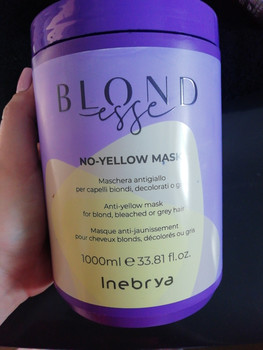 BLOND
esse
NO-YELLOW MASK
Maschera antigiallo
per capelli biondi, decolorati o
Anti-yellow mask
for blond, bleached or grey hair
Masque anti-jaunissement
pour cheveux blonds, décolorés ou gris
1000ml e 33.81 fl.oz.
Inebrya